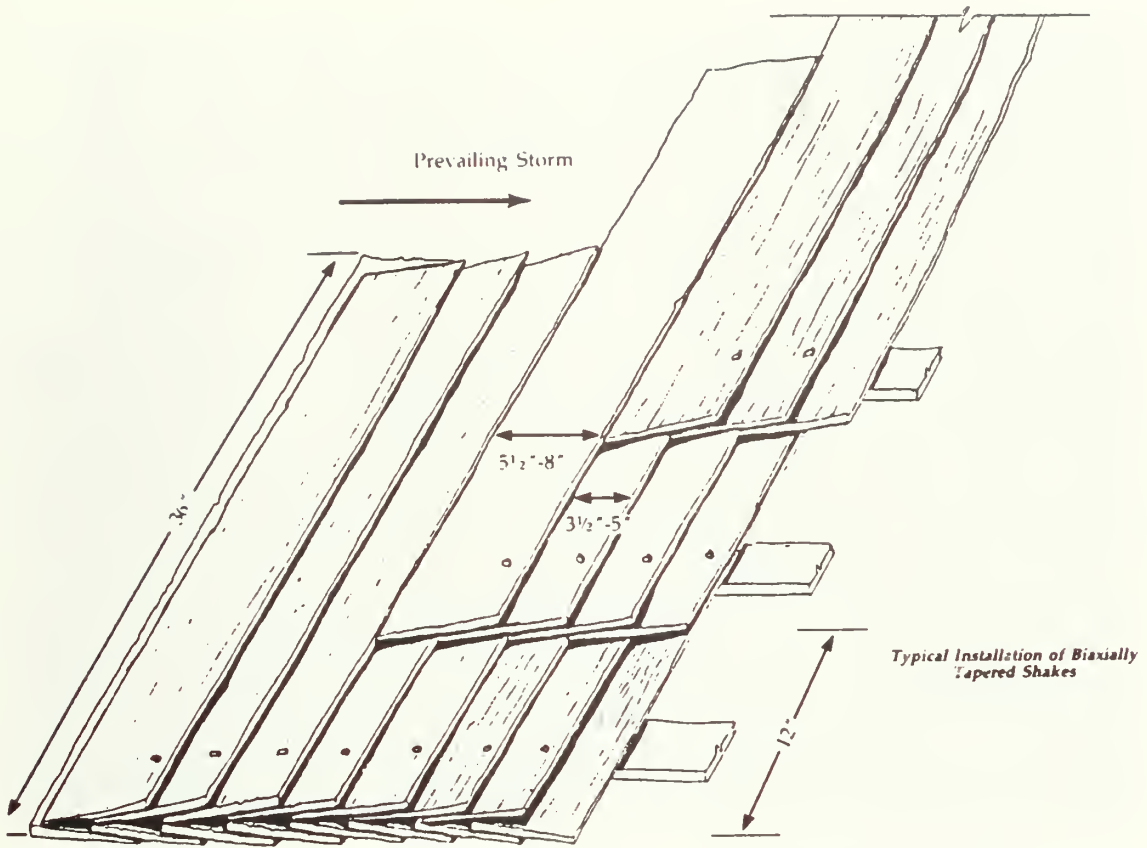 Prevailing Storm
36"
5½"-8"
3½"-5"
12"
Typical Installation of Biaxially
Tapered Shakes